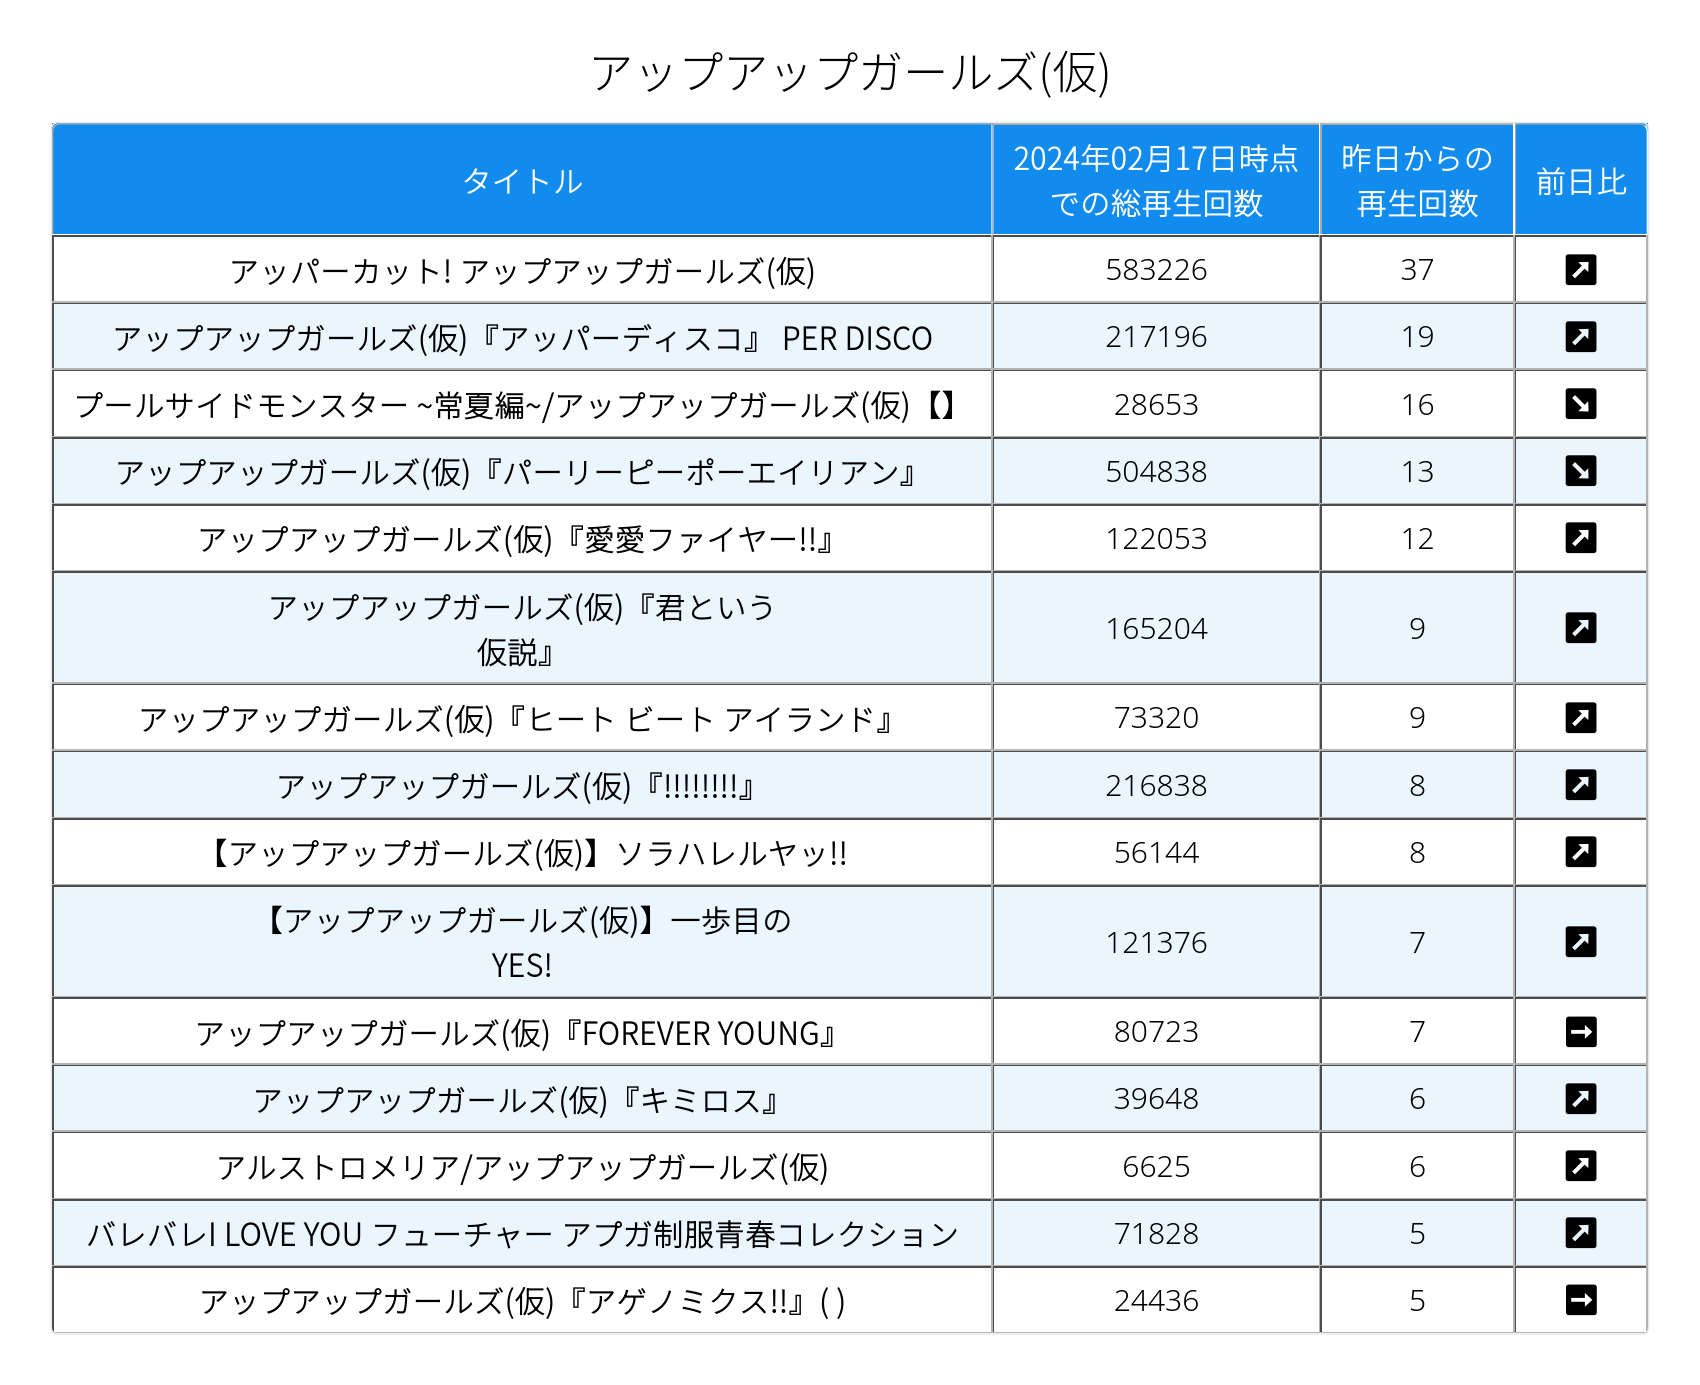 アップアップガールズ(仮)
タイトル
2024年02月17日時点
での総再生回数
昨日からの
再生回数
前日比
アッパーカット! アップアップガールズ(仮) 583226 37
アップアップガールズ(仮)『アッパーディスコ』 PER DISCO 217196 19
プールサイドモンスター ~常夏編~/アップアップガールズ(仮)【】 28653 16
アップアップガールズ(仮)『パーリーピーポーエイリアン』 504838 13
アップアップガールズ(仮)『愛愛ファイヤー!!』 122053 12
アップアップガールズ(仮)『君という
仮説』 165204 9
アップアップガールズ(仮)『ヒート ビート アイランド』 73320 9
アップアップガールズ(仮)『!!!!!!!!』 216838 8
【アップアップガールズ(仮)】ソラハレルヤッ!! 56144 8
【アップアップガールズ(仮)】一歩目の
YES! 121376 7
アップアップガールズ(仮)『FOREVER YOUNG』 80723 7
アップアップガールズ(仮)『キミロス』 39648 6
アルストロメリア/アップアップガールズ(仮) 6625 6
バレバレI LOVE YOU フューチャー アプガ制服青春コレクション 71828 5
アップアップガールズ(仮)『アゲノミクス!!』( ) 24436 5